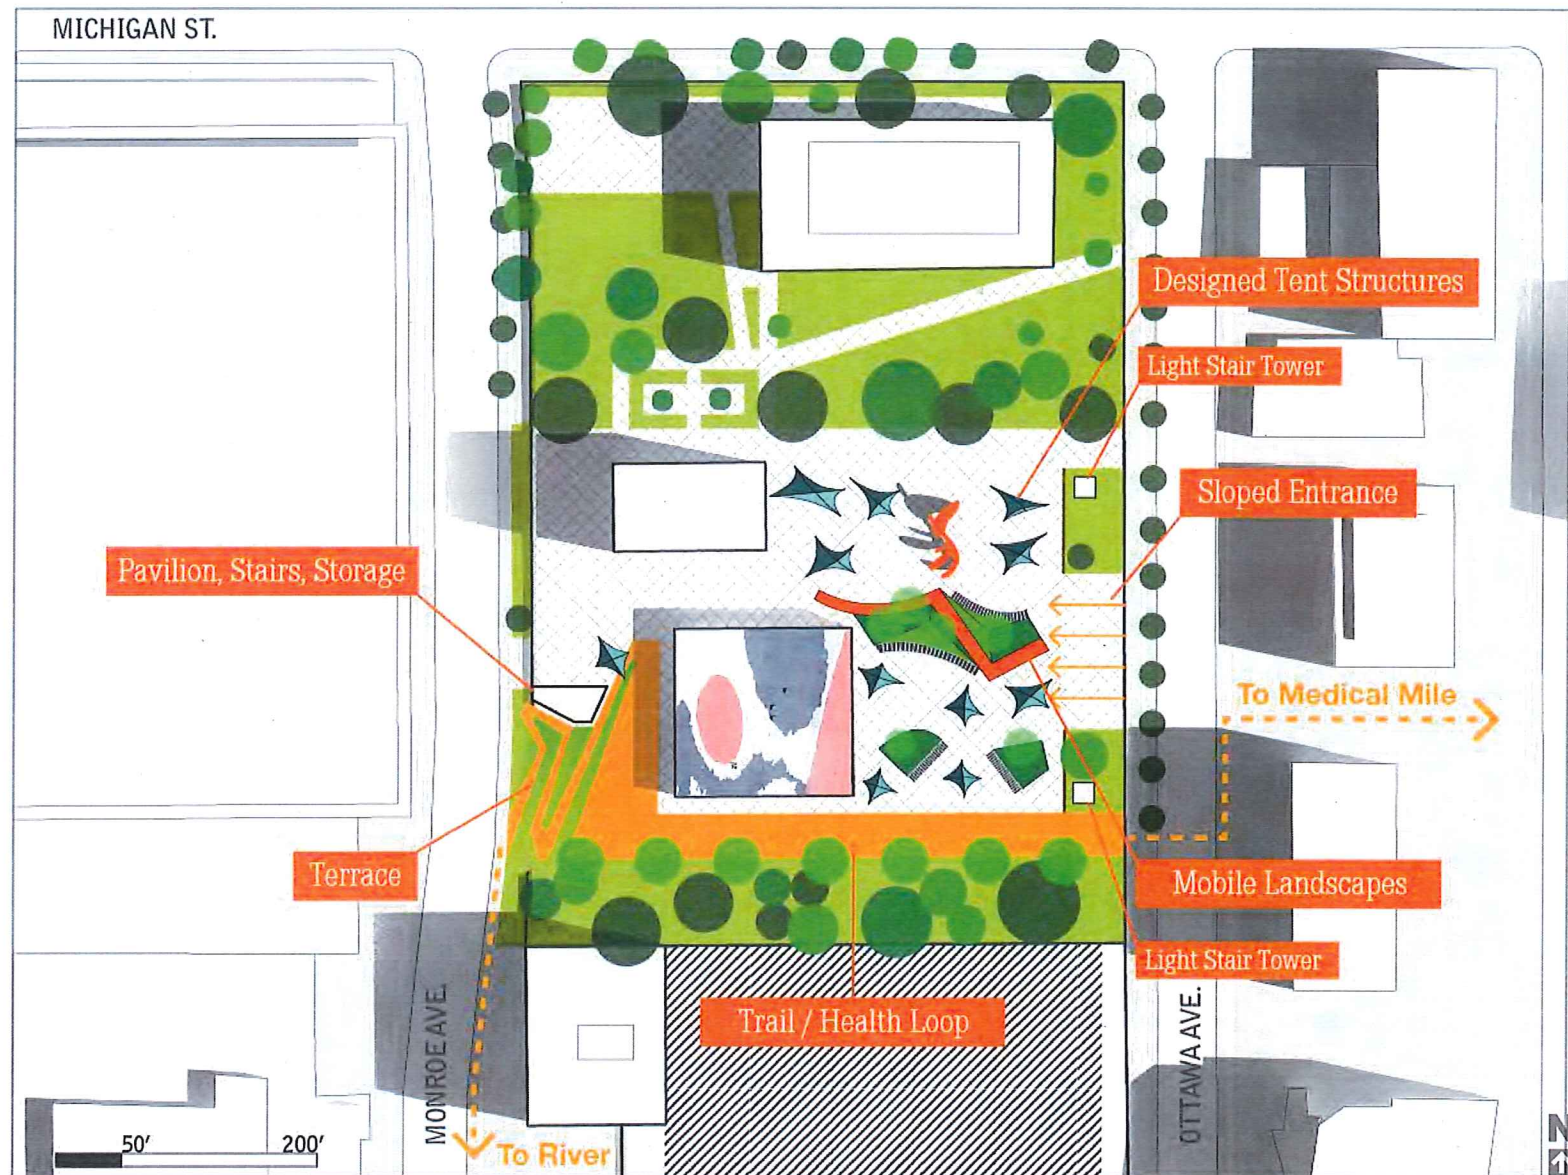 MICHIGAN ST.
Designed Tent Structures
Light Stair Tower
Sloped Entrance
Pavilion, Stairs, Storage
To Medical Mile
Terrace
Mobile Landscapes
Light Stair Tower
Trail / Health Loop
MONROE AVE.
OTTAWA AVE.
50' 200'
To River
N